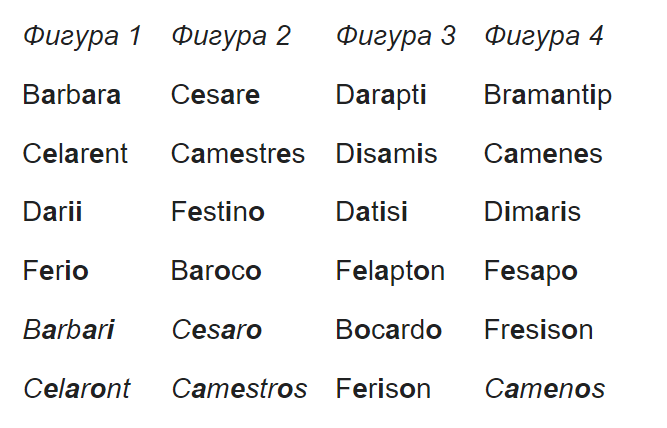 Фигура 1 Фигура 2 Фигура 3 Фигура 4
Barbara Cesare Darapti Bramantip
Celarent Camestres Disamis Camenes
Darii Festino Datisi Dimaris
Ferio Baroco Felapton Fesapo
Barbari Cesaro Bocardo Fresison
Celaront Camestros Ferison Camenos